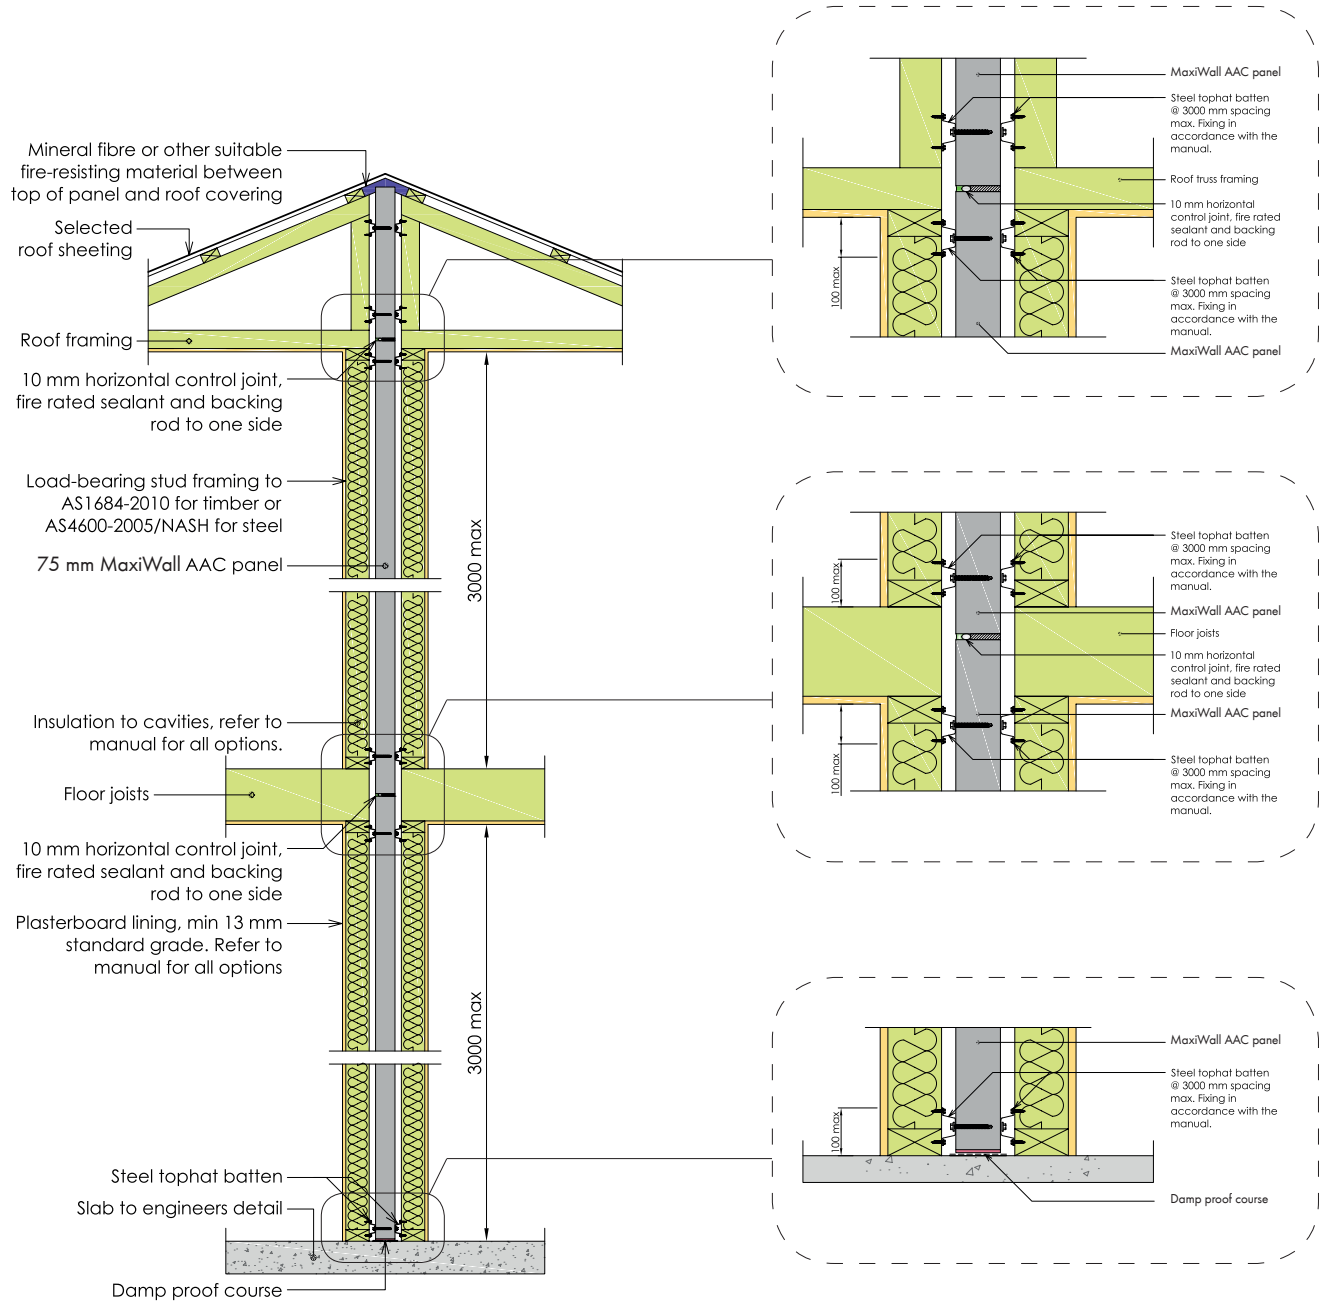 Mineral fibre or other suitable
fire-resisting material between
top of panel and roof covering
Selected
roof sheeting
Roof framing
10 mm horizontal control joint,
fire rated sealant and backing
rod to one side
Load-bearing stud framing to
AS1684-2010 for timber or
AS4600-2005/NASH for steel
75 mm MaxiWall AAC panel
3000 max
Insulation to cavities, refer to
manual for all options.
Floor joists
10 mm horizontal control joint,
fire rated sealant and backing
rod to one side
Plasterboard lining, min 13 mm
standard grade. Refer to
manual for all options
3000 max
Steel tophat batten
Slab to engineers detail
Damp proof course
MaxiWall AAC panel
Steel tophat batten
@ 3000 mm spacing
max. Fixing in
accordance with the
manual.
Roof truss framing
10 mm horizontal
control joint, fire rated
sealant and backing
rod to one side
100 max
Steel tophat batten
@ 3000 mm spacing
max. Fixing in
accordance with the
manual.
MaxiWall AAC panel
Steel tophat batten
@ 3000 mm spacing
max. Fixing in
accordance with the
manual.
100 max
MaxiWall AAC panel
Floor joists
10 mm horizontal
control joint, fire rated
sealant and backing
rod to one side
MaxiWall AAC panel
100 max
Steel tophat batten
@ 3000 mm spacing
max. Fixing in
accordance with the
manual.
MaxiWall AAC panel
Steel tophat batten
@ 3000 mm spacing
max. Fixing in
accordance with the
manual.
100 max
Damp proof course